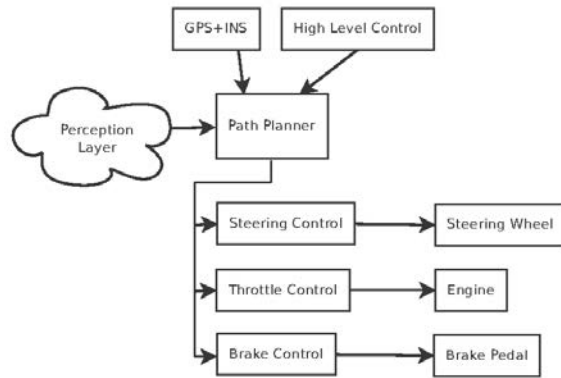 GPS+INS
High Level Control
Perception
Layer
Path Planner
Steering Control
Steering Wheel
Throttle Control
Engine
Brake Control
Brake Pedal